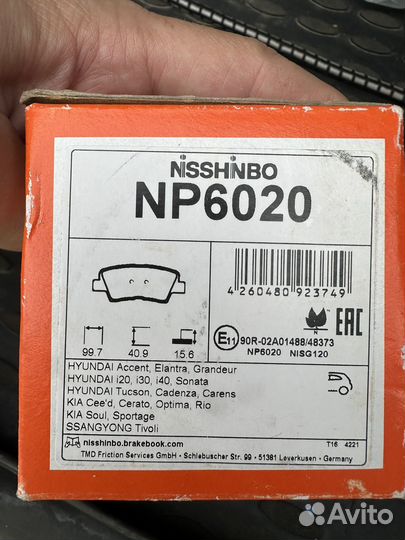 NiSSHiNBO
NP6020
4 260480 923749
99.7 40.9 15.6
E11 90R-02A01488/48373
NP6020 NISG120
EAC
HYUNDAI Accent, Elantra, Grandeur
HYUNDAI i20, i30, i40, Sonata
HYUNDAI Tucson, Cadenza, Carens
KIA Cee'd, Cerato, Optima, Rio
KIA Soul, Sportage
SSANGYONG Tivoli
nisshinbo.brakebook.com
T16 4221
TMD Friction Services GmbH • Schlebuscher Str. 99 • 51381 Leverkusen • Germany
Avito